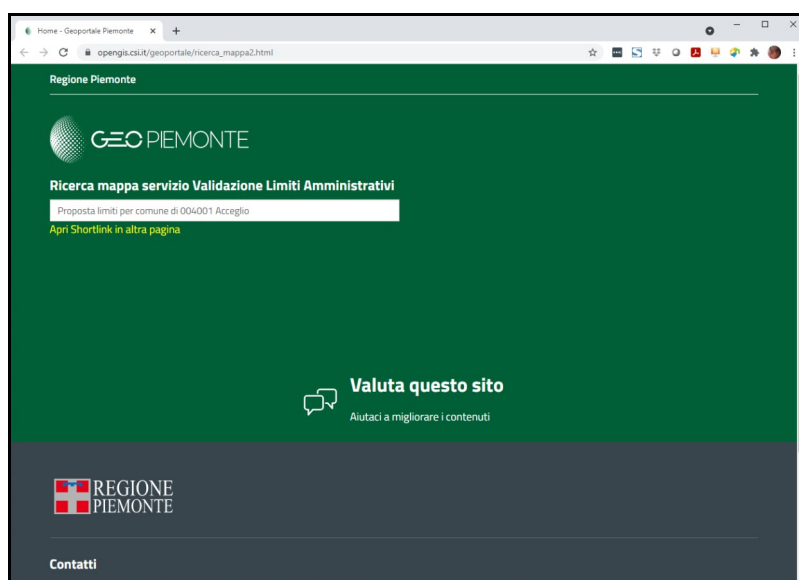 Home - Geoportale Piemonte
opengis.csi.it/geoportale/ricerca_mappa2.html
Regione Piemonte
GEO PIEMONTE
Ricerca mappa servizio Validazione Limiti Amministrativi
Proposta limiti per comune di 004001 Acceglio
Apri Shortlink in altra pagina
Valuta questo sito
Aiutaci a migliorare i contenuti
REGIONE
PIEMONTE
Contatti